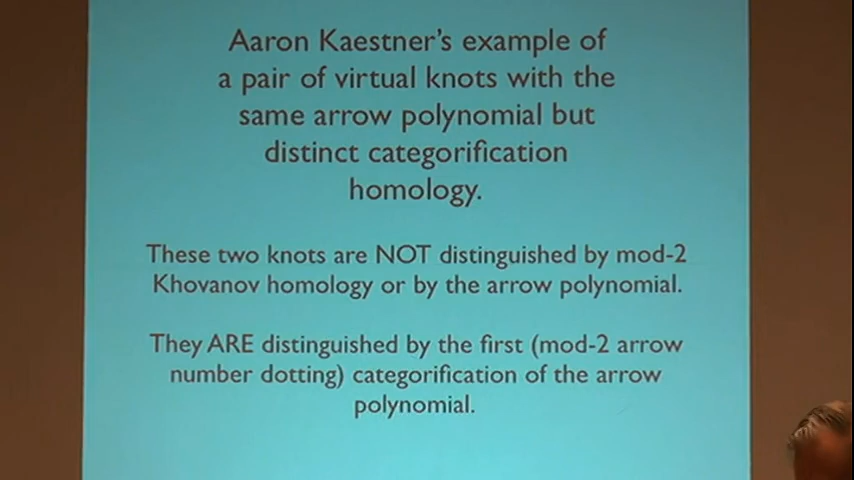 Aaron Kaestner's example of
a pair of virtual knots with the
same arrow polynomial but
distinct categorification
homology.
These two knots are NOT distinguished by mod-2
Khovanov homology or by the arrow polynomial.
They ARE distinguished by the first (mod-2 arrow
number dotting) categorification of the arrow
polynomial.